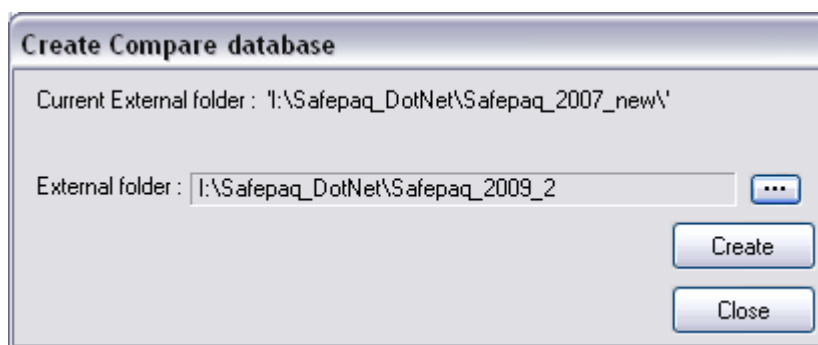 Create Compare database
Current External folder : 'I:\Safepaq_DotNet\Safepaq_2007_new\'
External folder : I:\Safepaq_DotNet\Safepaq_2009_2 ...
Create
Close